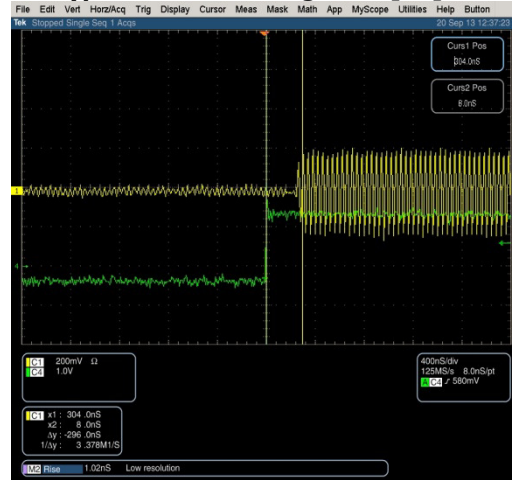 File Edit Vert Horz/Acq Trig Display Cursor Meas Mask Math App MyScope Utilities Help Button
Tek Stopped Single Seq 1 Acqs 20 Sep 13 12:37:23
Curs1 Pos
304.0nS
Curs2 Pos
8.0nS
1
4
C1 200mV Ω
C4 1.0V
400nS/div
125MS/s 8.0nS/pt
A C4 580mV
C1 x1 : 304 .0nS
x2 : 8 .0nS
Δy : -296 .0nS
1/Δy : 3 .378M1/S
M2 Rise 1.02nS Low resolution